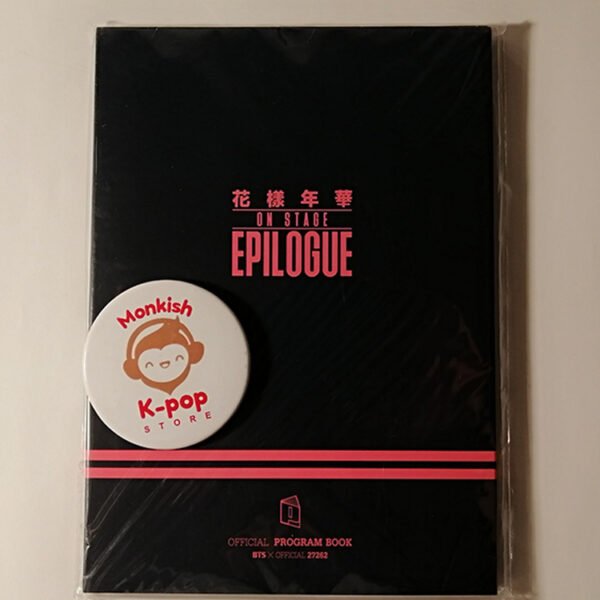 花樣年華
ON STAGE
EPILOGUE
Monkish
K-pop
STORE
OFFICIAL PROGRAM BOOK
BTS × OFFICIAL 27262